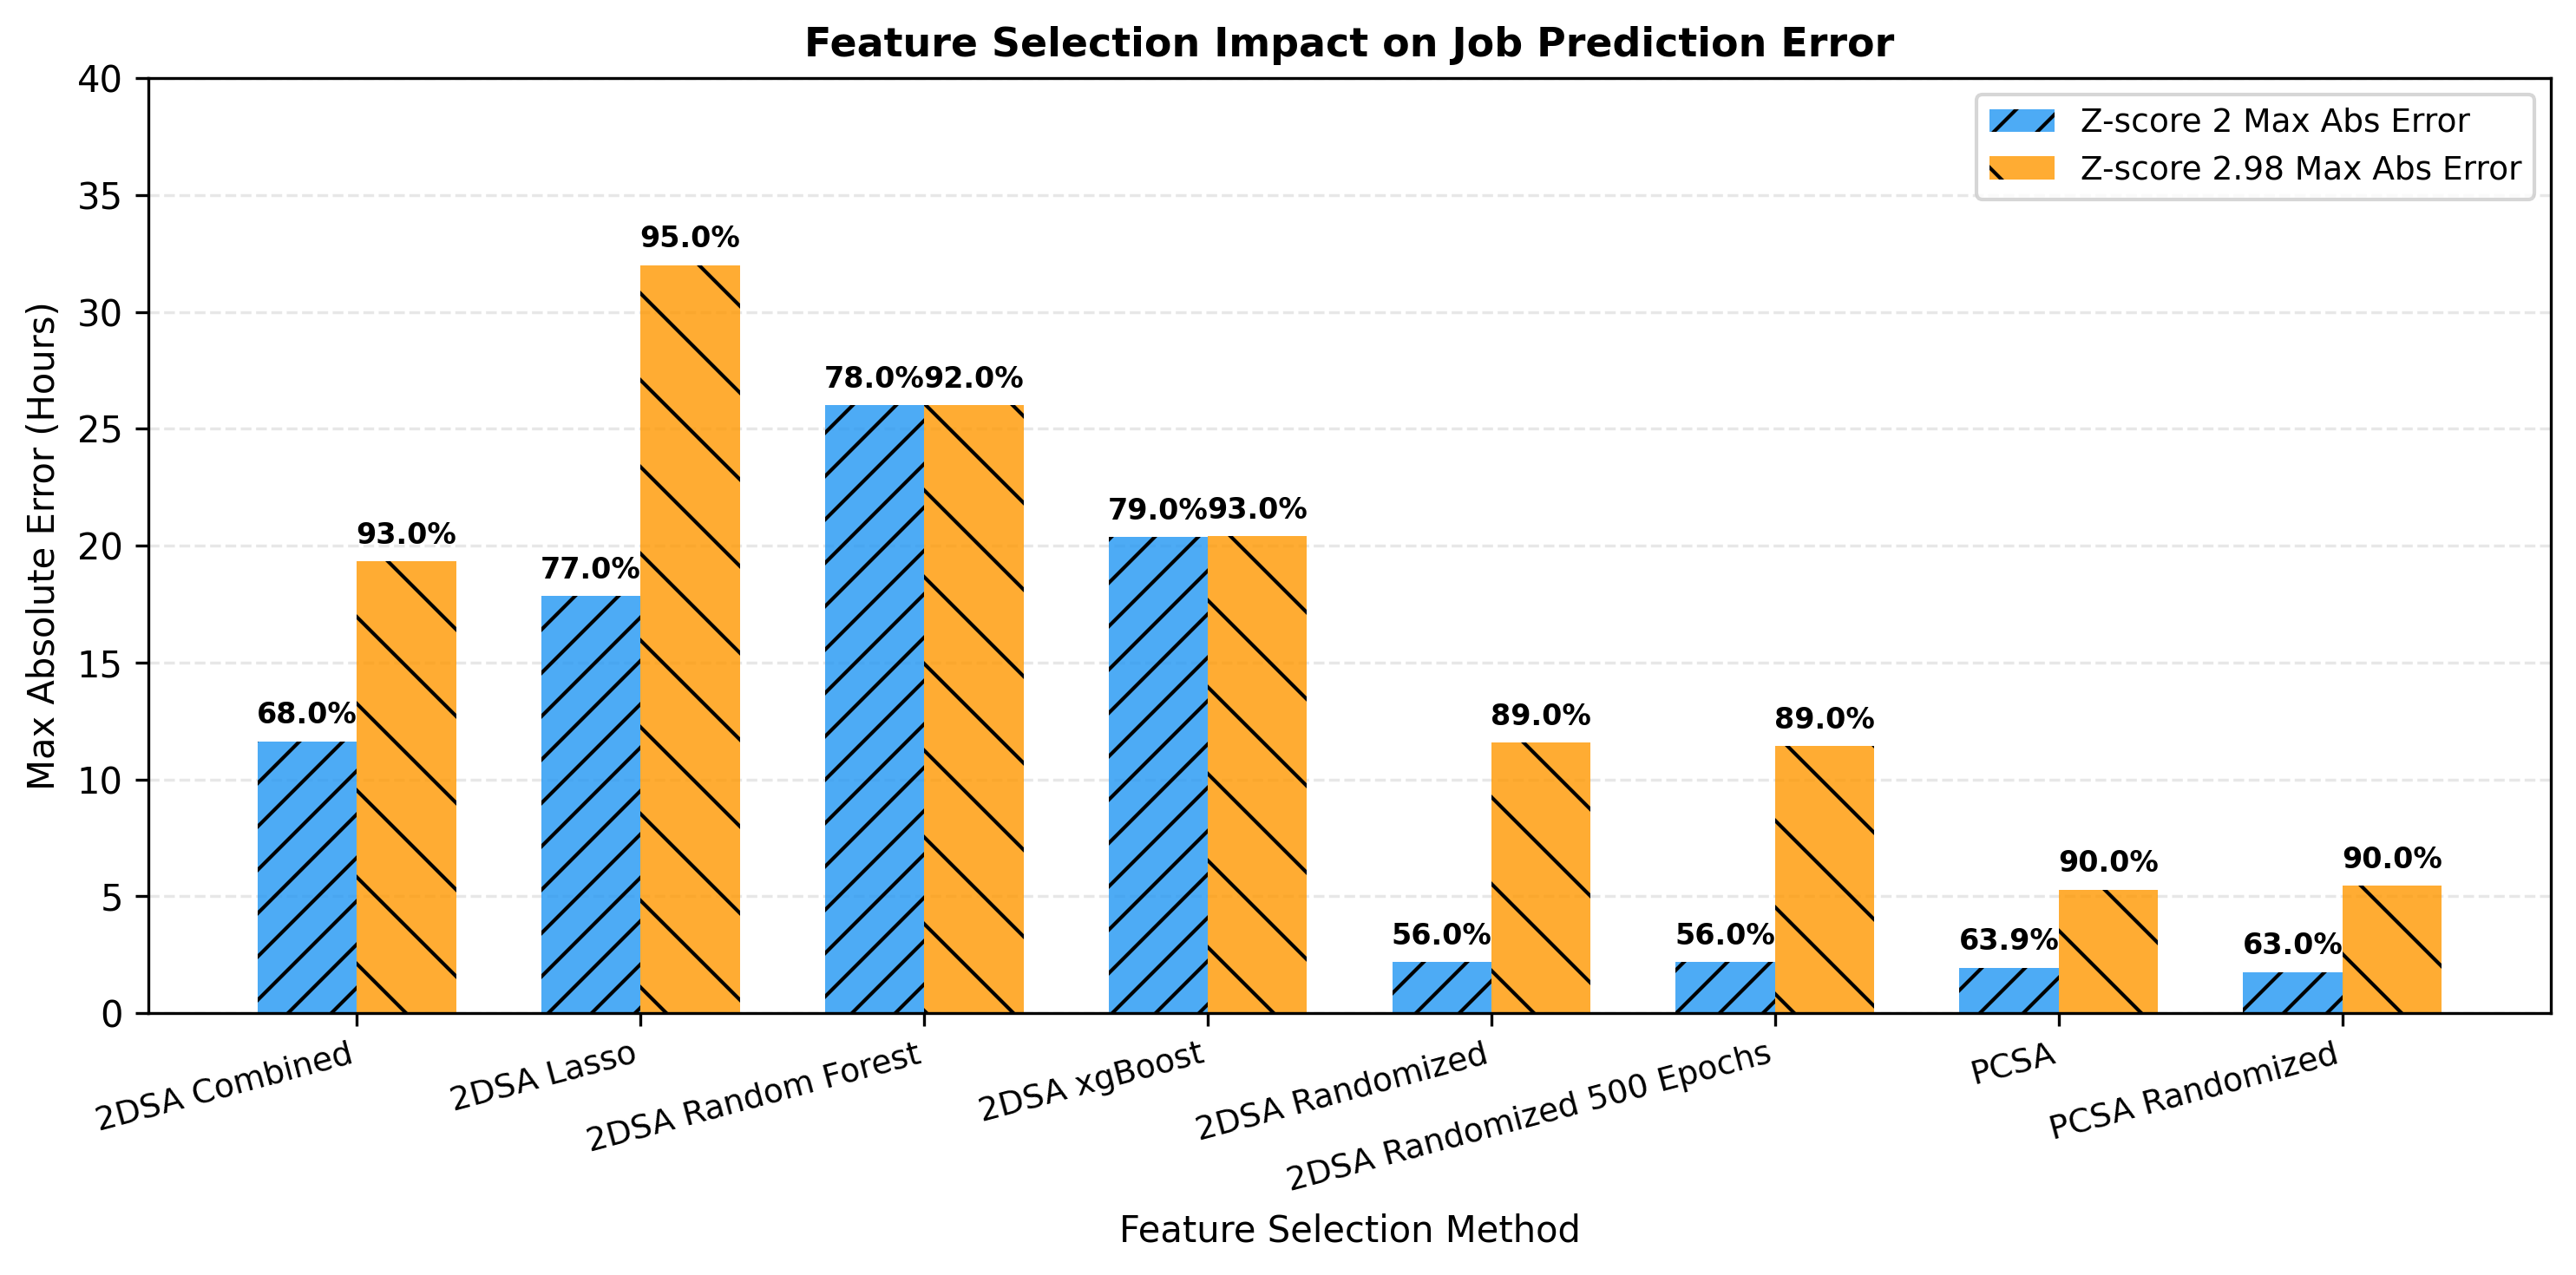 Feature Selection Impact on Job Prediction Error
Z-score 2 Max Abs Error
Z-score 2.98 Max Abs Error
Max Absolute Error (Hours)
40
35
30
25
20
15
10
5
0
68.0%
93.0%
77.0%
95.0%
78.0%
92.0%
79.0%
93.0%
56.0%
89.0%
56.0%
89.0%
63.9%
90.0%
63.0%
90.0%
2DSA Combined
2DSA Lasso
2DSA Random Forest
2DSA xgBoost
2DSA Randomized
2DSA Randomized 500 Epochs
PCSA
PCSA Randomized
Feature Selection Method